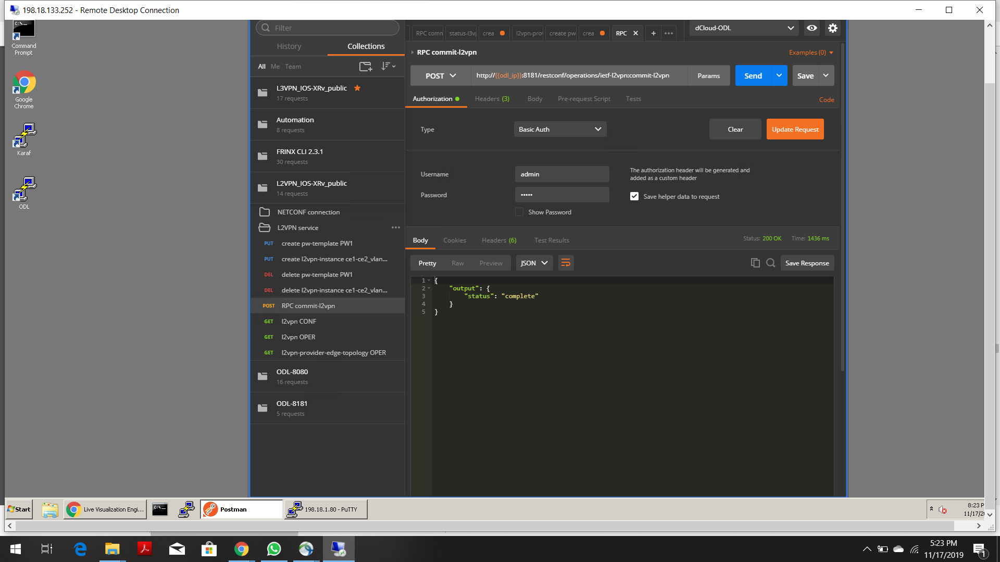 198.18.133.252 - Remote Desktop Connection
Command
Prompt
Google
Chrome
Karaf
ODL
Filter
History
Collections
All Me Team
L3VPN_IOS-XRv_public
17 requests
Automation
8 requests
FRINX CLI 2.3.1
30 requests
L2VPN_IOS-XRv_public
14 requests
NETCONF connection
L2VPN service
PUT create pw-template PW1
PUT create l2vpn-instance ce1-ce2_vlan...
DEL delete pw-template PW1
DEL delete l2vpn-instance ce1-ce2_vlan...
POST RPC commit-l2vpn
GET l2vpn CONF
GET l2vpn OPER
GET l2vpn-provider-edge-topology OPER
ODL-8080
16 requests
ODL-8181
5 requests
RPC comm
status-l3v
crea
l2vpn-pro
create pw
crea
RPC
dCloud-ODL
RPC commit-l2vpn
Examples (0)
POST
http://{{odl_ip}}:8181/restconf/operations/ietf-l2vpn:commit-l2vpn
Params
Send
Save
Authorization
Headers (3)
Body
Pre-request Script
Tests
Code
Type
Basic Auth
Clear
Update Request
Username
admin
The authorization header will be generated and
added as a custom header
Password
•••••
Save helper data to request
Show Password
Body
Cookies
Headers (6)
Test Results
Status: 200 OK
Time: 1436 ms
Pretty
Raw
Preview
JSON
Save Response
1 {
2 "output": {
3 "status": "complete"
4 }
5 }
Start
Live Visualization Engi...
Postman
198.18.1.80 - PuTTY
8:23 P
11/17/20
5:23 PM
11/17/2019
1